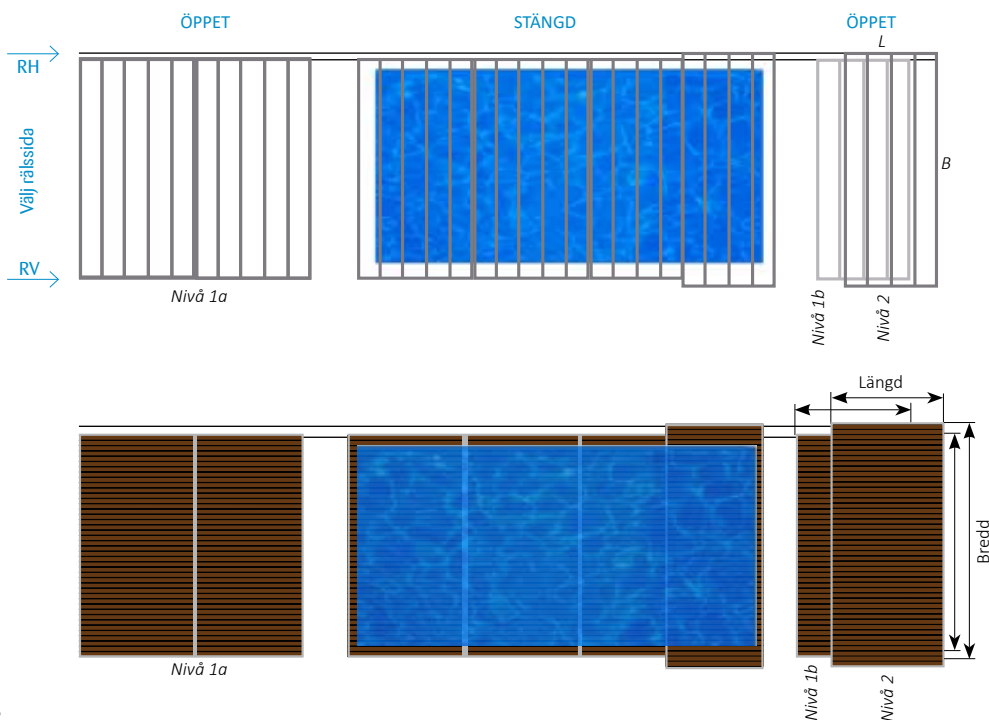 ÖPPET
STÄNGD
ÖPPET
L
RH
Välj rälssida
B
RV
Nivå 1a
Nivå 1b
Nivå 2
Längd
Bredd
Nivå 1a
Nivå 1b
Nivå 2